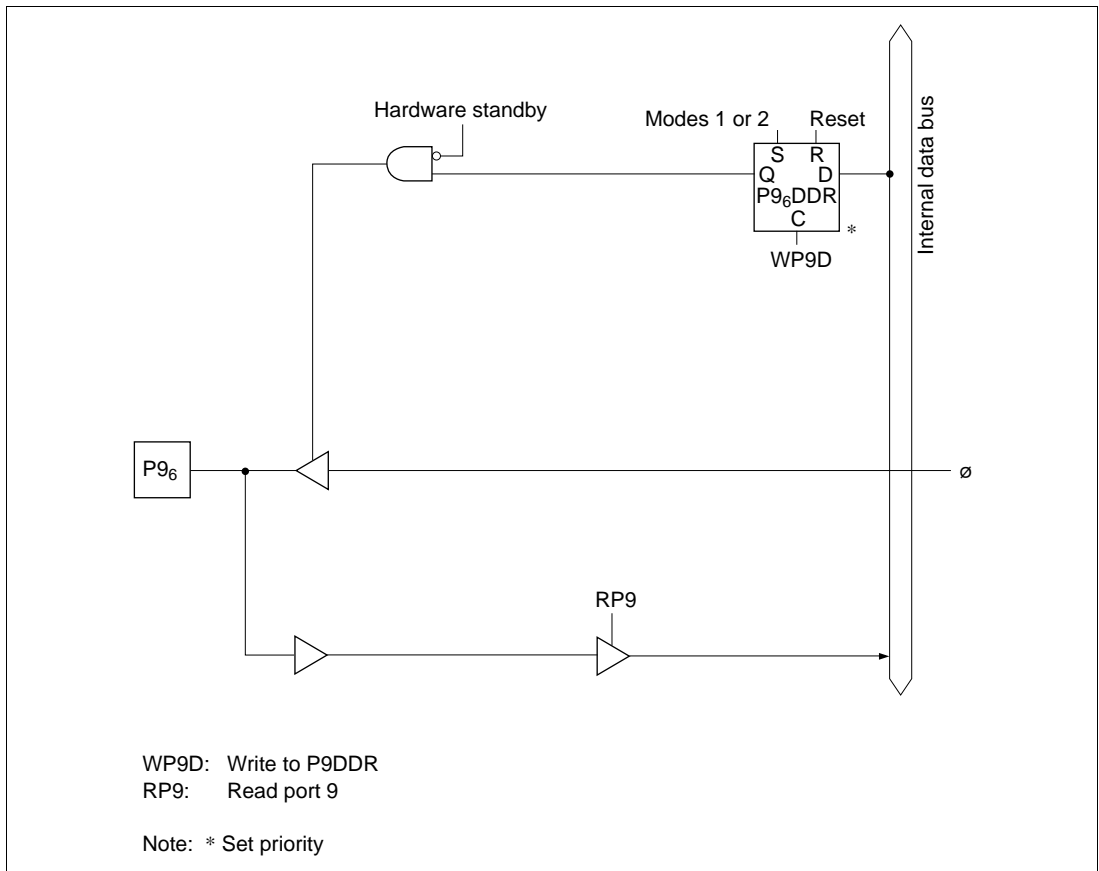 Hardware standby
Modes 1 or 2 Reset
S R
Q D
P9₆DDR
C
*
WP9D
Internal data bus
P9₆
ø
RP9
WP9D: Write to P9DDR
RP9: Read port 9
Note: * Set priority